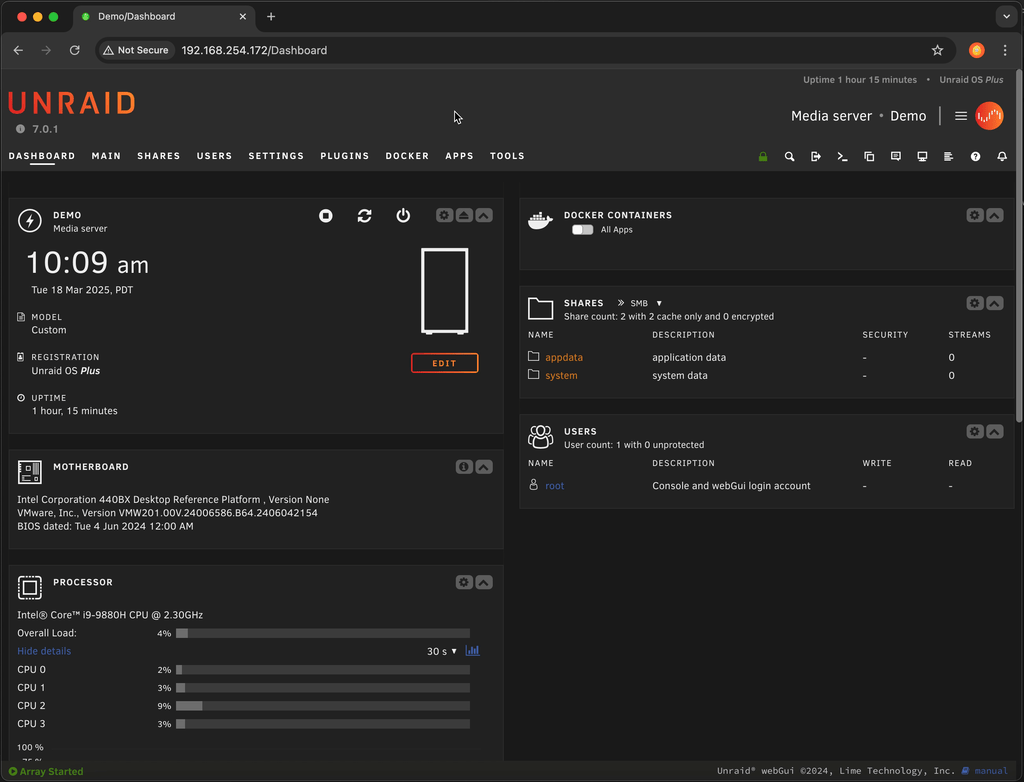 Demo/Dashboard
Not Secure 192.168.254.172/Dashboard
Uptime 1 hour 15 minutes • Unraid OS Plus
UNRAID
7.0.1
Media server • Demo
DASHBOARD MAIN SHARES USERS SETTINGS PLUGINS DOCKER APPS TOOLS
DEMO
Media server
10:09 am
Tue 18 Mar 2025, PDT
MODEL
Custom
REGISTRATION
Unraid OS Plus
EDIT
UPTIME
1 hour, 15 minutes
MOTHERBOARD
Intel Corporation 440BX Desktop Reference Platform , Version None
VMware, Inc., Version VMW201.00V.24006586.B64.2406042154
BIOS dated: Tue 4 Jun 2024 12:00 AM
PROCESSOR
Intel® Core™ i9-9880H CPU @ 2.30GHz
Overall Load: 4%
Hide details 30 s ▼
CPU 0 2%
CPU 1 3%
CPU 2 9%
CPU 3 3%
100 %
75 %
DOCKER CONTAINERS
All Apps
SHARES » SMB ▼
Share count: 2 with 2 cache only and 0 encrypted
NAME DESCRIPTION SECURITY STREAMS
appdata application data - 0
system system data - 0
USERS
User count: 1 with 0 unprotected
NAME DESCRIPTION WRITE READ
root Console and webGui login account - -
Array Started
Unraid® webGui ©2024, Lime Technology, Inc. manual